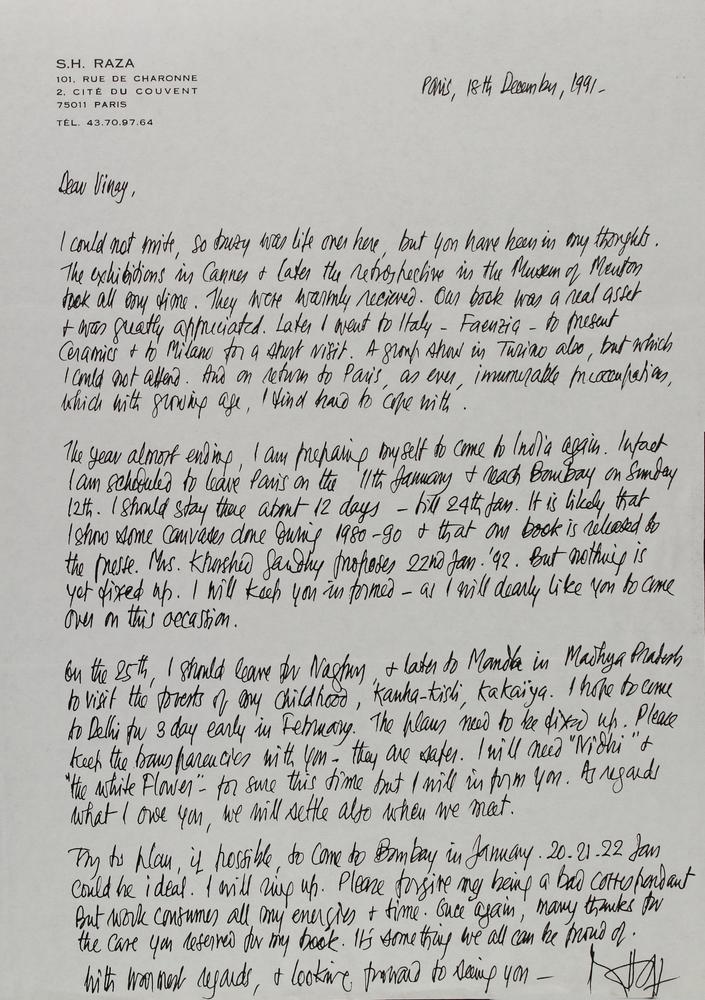 S.H. RAZA
101, RUE DE CHARONNE
2, CITÉ DU COUVENT
75011 PARIS
TÉL. 43.70.97.64
Paris, 18th December, 1991-
Dear Vinay,
I could not write, so buzy was life over here, but you have been in my thoughts.
The exhibitions in Cannes + later the retrospective in the Museum of Menton
took all my time. They were warmly recieved. Our book was a real asset
+ was greatly appriciated. Later I went to Italy - Faenzia - to present
Ceramics + to Milano for a short visit. A group show in Turino also, but which
I could not attend. And on return to Paris, as ever, innumerable preoccupations,
which with growing age, I find hard to cope with.
The year almost ending, I am preparing myself to come to India again. Infact
I am scheduled to leave Paris on the 11th January + reach Bombay on Sunday
12th. I should stay there about 12 days - till 24th Jan. It is likely that
I show some canvases done during 1980-90 + that our book is released to
the presse. Mrs. Khorshed Gandhy proposes 22nd Jan. '92. But nothing is
yet fixed up. I will keep you informed - as I will dearly like you to come
over on this occasion.
On the 25th, I should leave for Nagpur, + later to Mandla in Madhya Pradesh
to visit the forests of my childhood, Kanha-Kisli, Kakaiya. I hope to come
to Delhi for 3 day early in February. The plans need to be fixed up. Please
keep the transparencies with you - they are safer. I will need "Nidhi" +
"the white Flower" - for sure this time but I will inform you. As regards
what I owe you, we will settle also when we meet.
Try to plan, if possible, to come to Bombay in January. 20-21-22 Jan
could be ideal. I will ring up. Please forgive my being a bad correspondant
But work consumes all my energies + time. Once again, many thanks for
the care you reserved for my book. It's something we all can be proud of.
With warmest regards, + looking forward to seeing you -